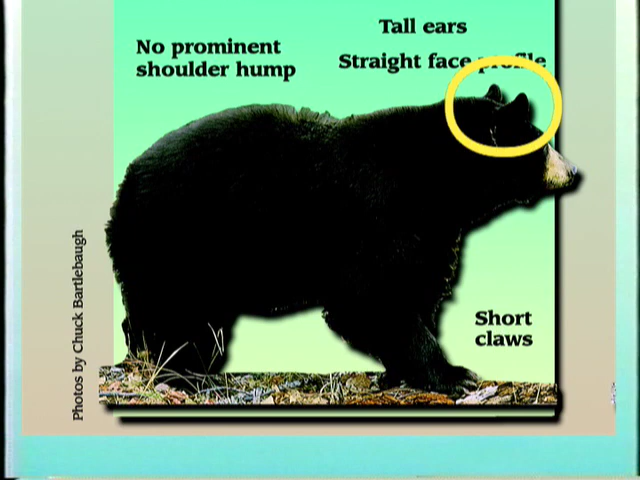 Tall ears
No prominent
shoulder hump
Straight face profile
Short
claws
Photos by Chuck Bartlebaugh